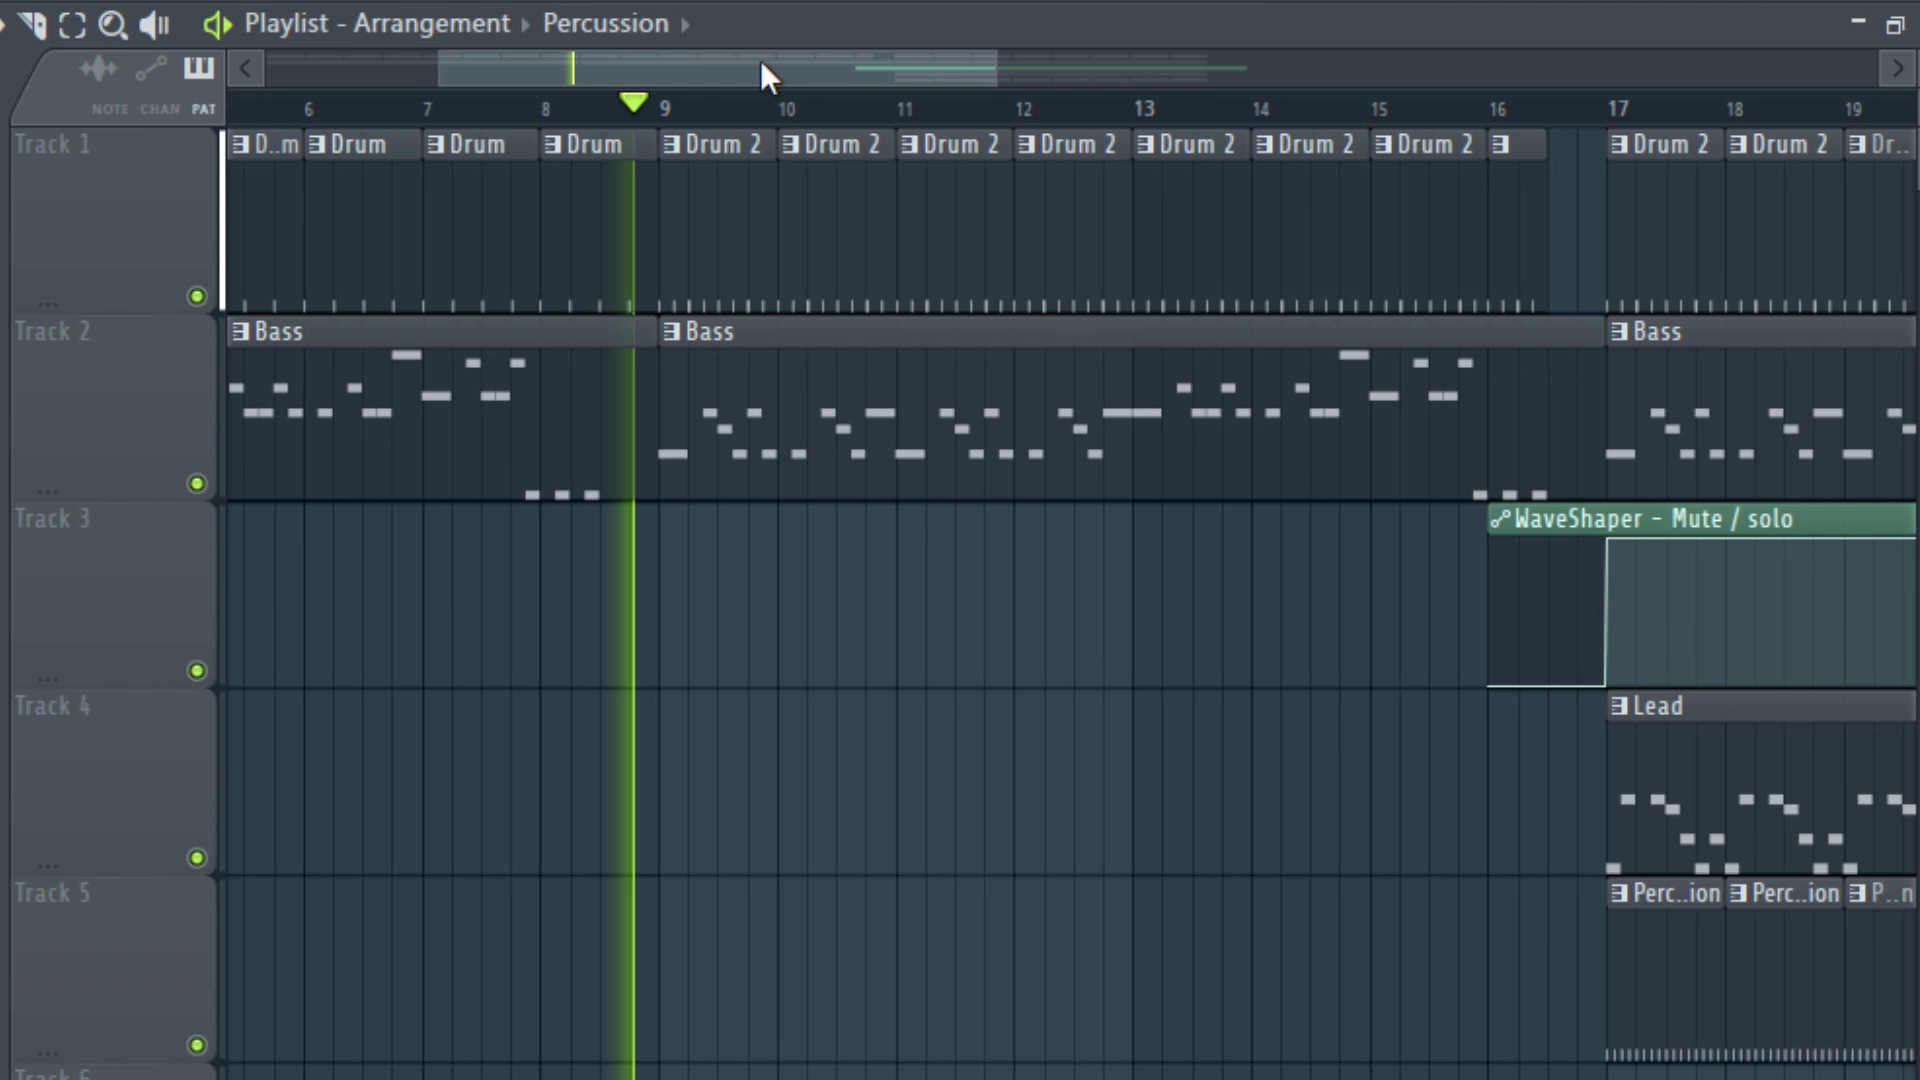 Playlist - Arrangement › Percussion ›
NOTE CHAN PAT
6 7 8 9 10 11 12 13 14 15 16 17 18 19
Track 1
D..m Drum Drum Drum Drum 2 Drum 2 Drum 2 Drum 2 Drum 2 Drum 2 Drum 2 Drum 2 Drum 2 Dr..
...
Track 2
Bass Bass Bass
...
Track 3
WaveShaper - Mute / solo
...
Track 4
Lead
...
Track 5
Perc..ion Perc..ion P..n
...
Track 6